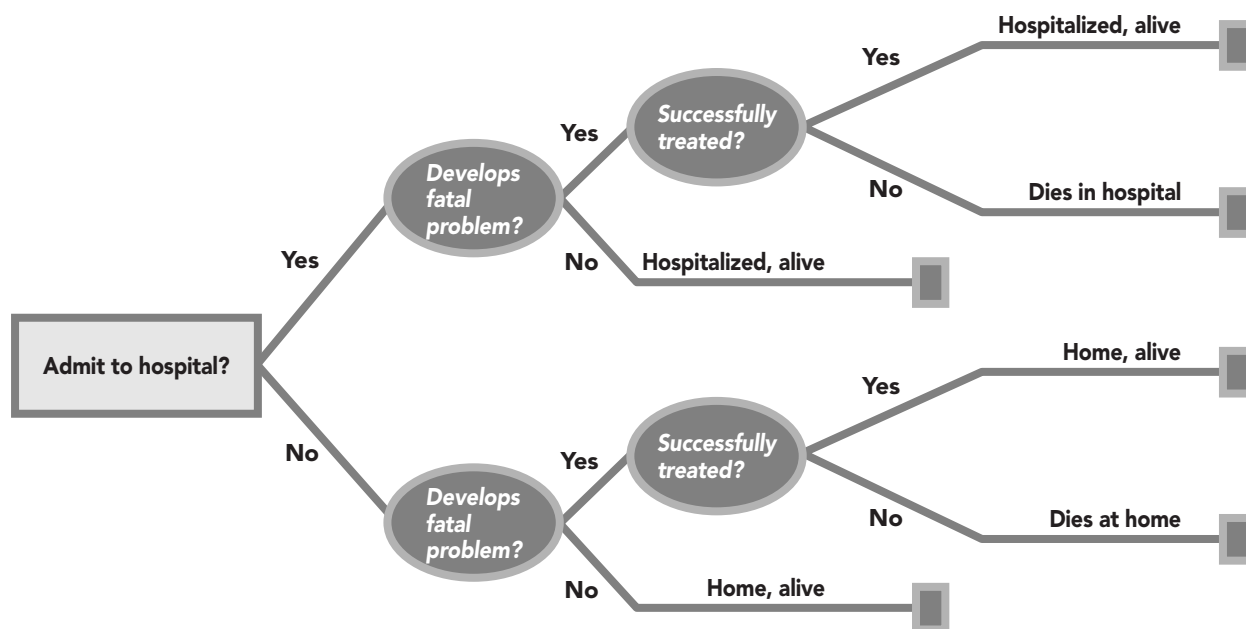 Hospitalized, alive
Yes
Successfully
treated?
Yes
Develops
fatal
problem?
No
Dies in hospital
Yes
No
Hospitalized, alive
Admit to hospital?
Home, alive
Yes
Successfully
treated?
No
Yes
Develops
fatal
problem?
No
Dies at home
No
Home, alive